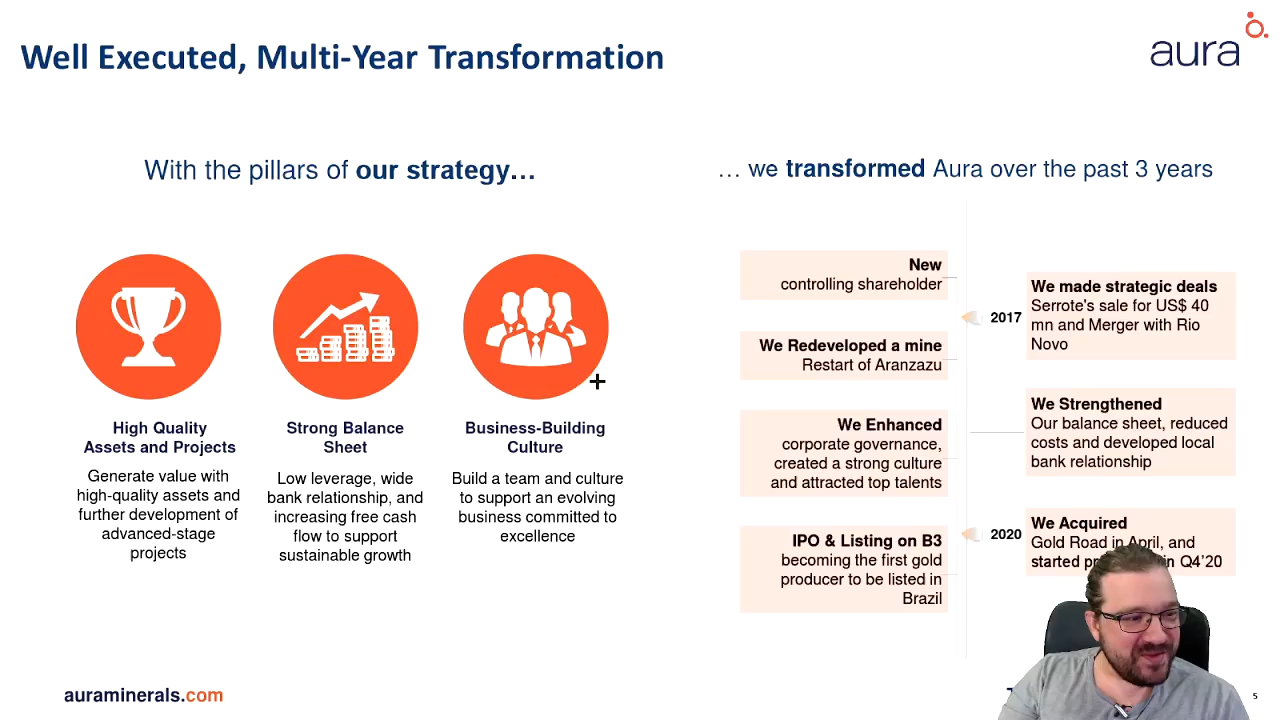 Well Executed, Multi-Year Transformation
aura
With the pillars of our strategy…
High Quality
Assets and Projects
Generate value with
high-quality assets and
further development of
advanced-stage
projects
Strong Balance
Sheet
Low leverage, wide
bank relationship, and
increasing free cash
flow to support
sustainable growth
Business-Building
Culture
Build a team and culture
to support an evolving
business committed to
excellence
… we transformed Aura over the past 3 years
New
controlling shareholder
2017
We made strategic deals
Serrote's sale for US$ 40
mn and Merger with Rio
Novo
We Redeveloped a mine
Restart of Aranzazu
We Strengthened
Our balance sheet, reduced
costs and developed local
bank relationship
We Enhanced
corporate governance,
created a strong culture
and attracted top talents
2020
We Acquired
Gold Road in April, and
started in Q4'20
IPO & Listing on B3
becoming the first gold
producer to be listed in
Brazil
auraminerals.com
5